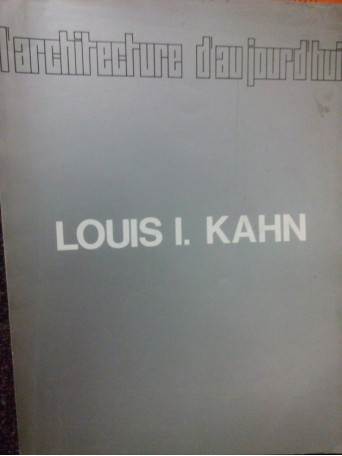 l'architecture d'aujourd'hui
LOUIS I. KAHN